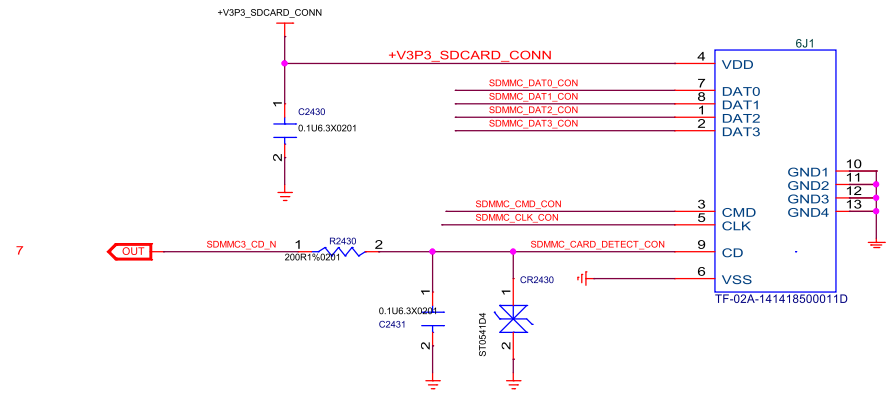 +V3P3_SDCARD_CONN
6J1
+V3P3_SDCARD_CONN
4
VDD
SDMMC_DAT0_CON
7
DAT0
SDMMC_DAT1_CON
8
DAT1
SDMMC_DAT2_CON
1
DAT2
SDMMC_DAT3_CON
2
DAT3
1
C2430
0.1U6.3X0201
2
GND1
10
GND2
11
GND3
12
GND4
13
SDMMC_CMD_CON
3
CMD
SDMMC_CLK_CON
5
CLK
7
OUT
SDMMC3_CD_N
1
R2430
2
200R1%0201
SDMMC_CARD_DETECT_CON
9
CD
6
VSS
TF-02A-141418500011D
1
0.1U6.3X0201
C2431
2
CR2430
1
ST0541D4
2